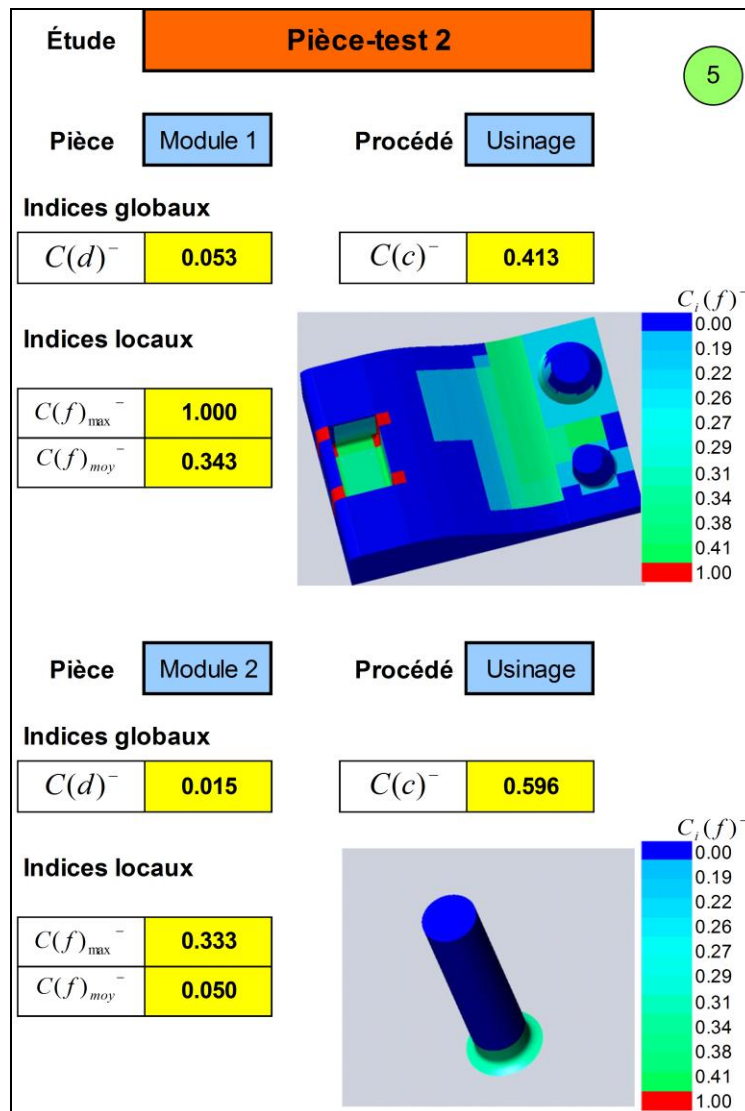 Étude Pièce-test 2
5
Pièce Module 1 Procédé Usinage
Indices globaux
C(d)⁻ 0.053 C(c)⁻ 0.413
Indices locaux
C(f)max⁻ 1.000
C(f)moy⁻ 0.343
Ci(f)⁻
0.00
0.19
0.22
0.26
0.27
0.29
0.31
0.34
0.38
0.41
1.00
Pièce Module 2 Procédé Usinage
Indices globaux
C(d)⁻ 0.015 C(c)⁻ 0.596
Indices locaux
C(f)max⁻ 0.333
C(f)moy⁻ 0.050
Ci(f)⁻
0.00
0.19
0.22
0.26
0.27
0.29
0.31
0.34
0.38
0.41
1.00